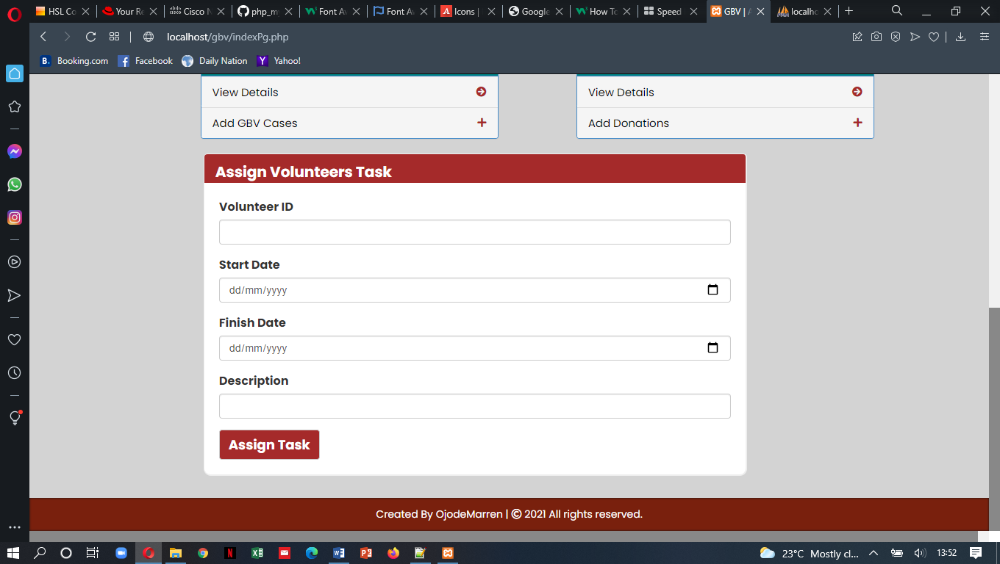 HSL Co
Your Re
Cisco N
php_my
Font Aw
Font Aw
Icons |
Google
How To
Speed
GBV | A
localho
localhost/gbv/indexPg.php
Booking.com
Facebook
Daily Nation
Yahoo!
View Details
View Details
Add GBV Cases
Add Donations
Assign Volunteers Task
Volunteer ID
Start Date
dd/mm/yyyy
Finish Date
dd/mm/yyyy
Description
Assign Task
Created By OjodeMarren | © 2021 All rights reserved.
23°C Mostly cl...
13:52